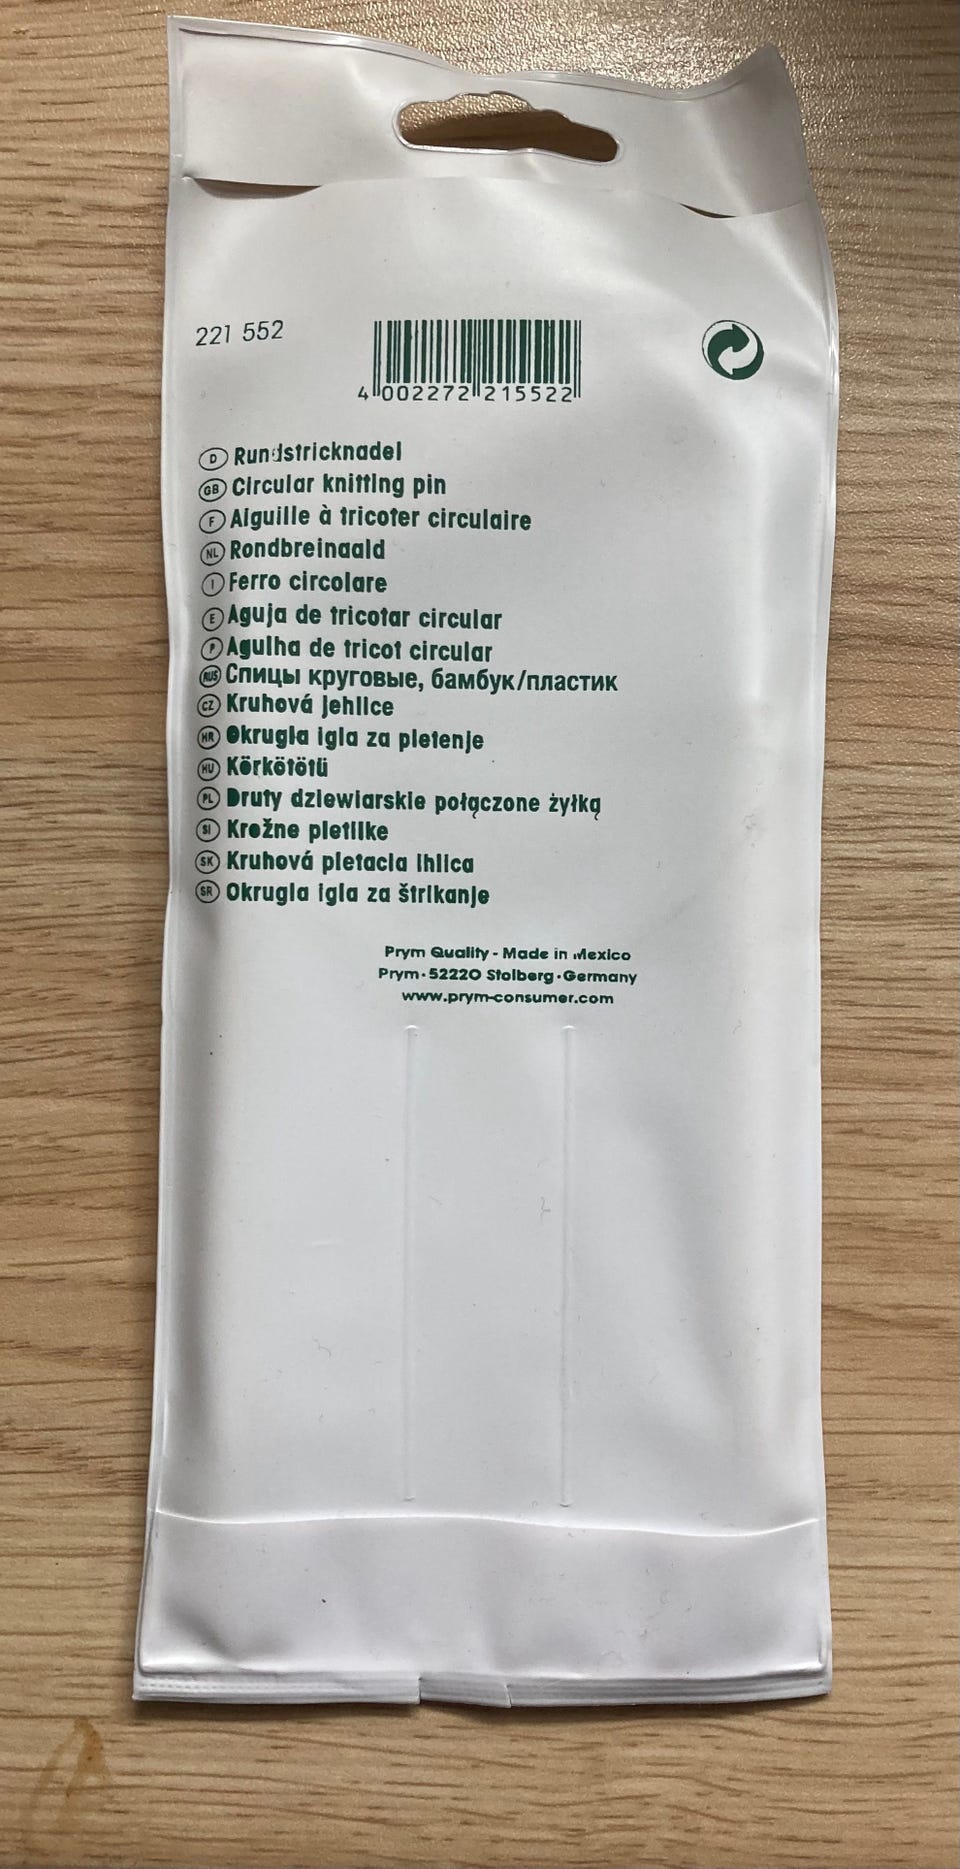 221 552
4 002272 215522
D Rundstricknadel
GB Circular knitting pin
F Aiguille à tricoter circulaire
NL Rondbreinaald
I Ferro circolare
E Aguja de tricotar circular
P Agulha de tricot circular
RUS Спицы круговые, бамбук/пластик
CZ Kruhová jehlice
HR Okrugla igla za pletenje
HU Körkötőtű
PL Druty dziewiarskie połączone żyłką
SI Krožne pletilke
SK Kruhová pletacia ihlica
SR Okrugla igla za štrikanje
Prym Quality - Made in Mexico
Prym · 52220 Stolberg · Germany
www.prym-consumer.com